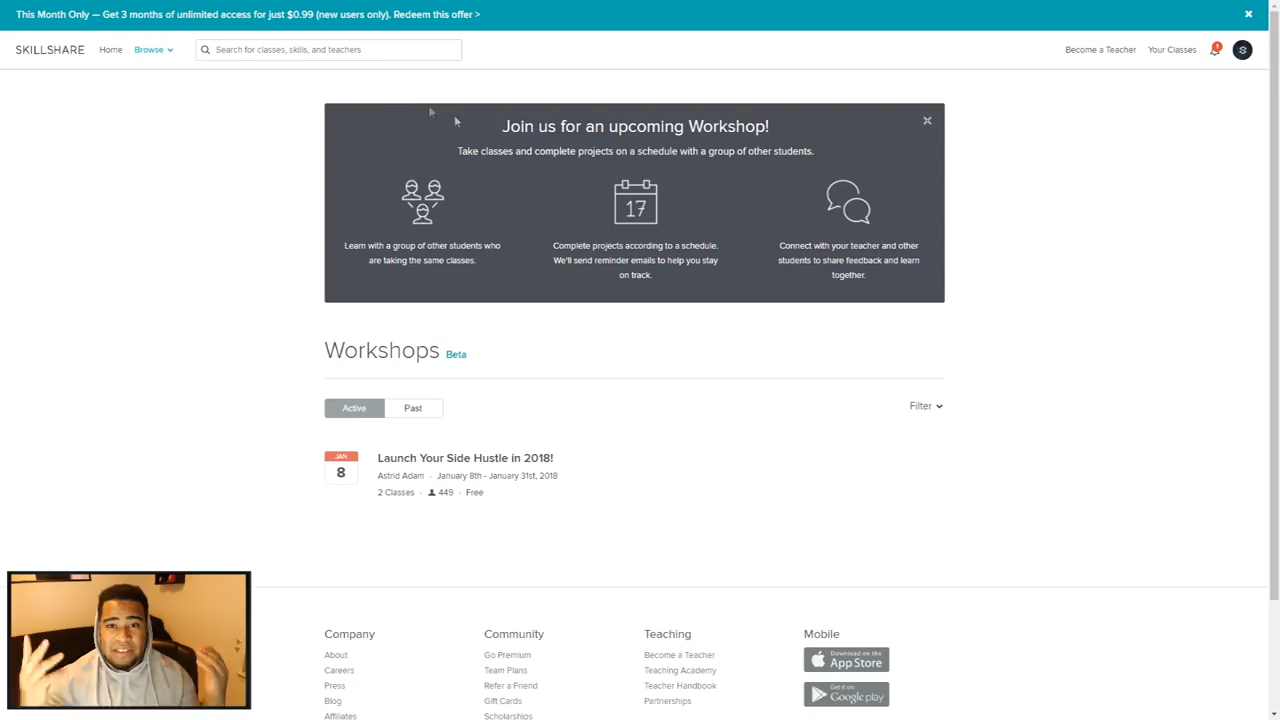 This Month Only — Get 3 months of unlimited access for just $0.99 (new users only). Redeem this offer >
SKILLSHARE Home Browse Search for classes, skills, and teachers Become a Teacher Your Classes 1 S
Join us for an upcoming Workshop!
Take classes and complete projects on a schedule with a group of other students.
17
Learn with a group of other students who
are taking the same classes.
Complete projects according to a schedule.
We'll send reminder emails to help you stay
on track.
Connect with your teacher and other
students to share feedback and learn
together.
Workshops Beta
Active Past Filter
JAN
8
Launch Your Side Hustle in 2018!
Astrid Adam - January 8th - January 31st, 2018
2 Classes · 449 · Free
Company
About
Careers
Press
Blog
Affiliates
Community
Go Premium
Team Plans
Refer a Friend
Gift Cards
Scholarships
Teaching
Become a Teacher
Teaching Academy
Teacher Handbook
Partnerships
Mobile
Download on the
App Store
Get it on
Google play